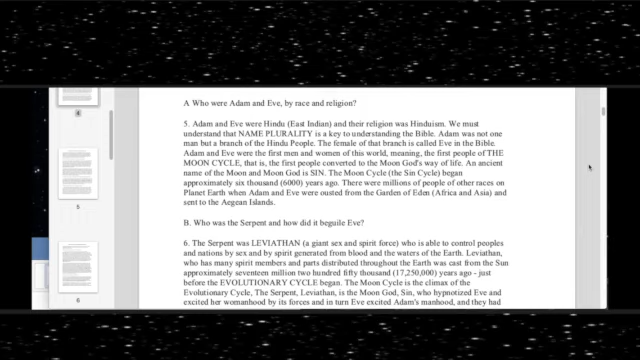 A Who were Adam and Eve, by race and religion?
5. Adam and Eve were Hindu (East Indian) and their religion was Hinduism. We must
understand that NAME PLURALITY is a key to understanding the Bible. Adam was not one
man but a branch of the Hindu People. The female of that branch is called Eve in the Bible.
Adam and Eve were the first men and women of this world, meaning, the first people of THE
MOON CYCLE, that is, the first people converted to the Moon God's way of life. An ancient
name of the Moon and Moon God is SIN. The Moon Cycle (the Sin Cycle) began
approximately six thousand (6000) years ago. There were millions of people of other races on
Planet Earth when Adam and Eve were ousted from the Garden of Eden (Africa and Asia) and
sent to the Aegean Islands.
B. Who was the Serpent and how did it beguile Eve?
6. The Serpent was LEVIATHAN (a giant sex and spirit force) who is able to control peoples
and nations by sex and by spirit generated from blood and the waters of the Earth. Leviathan,
who has many spirit members and parts distributed throughout the Earth was cast from the Sun
approximately seventeen million two hundred fifty thousand (17,250,000) years ago - just
before the EVOLUTIONARY CYCLE began. The Moon Cycle is the climax of the
Evolutionary Cycle, The Serpent, Leviathan, is the Moon God, Sin, who hypnotized Eve and
excited her womanhood by its forces and in turn Eve excited Adam's manhood, and they had
4
5
6